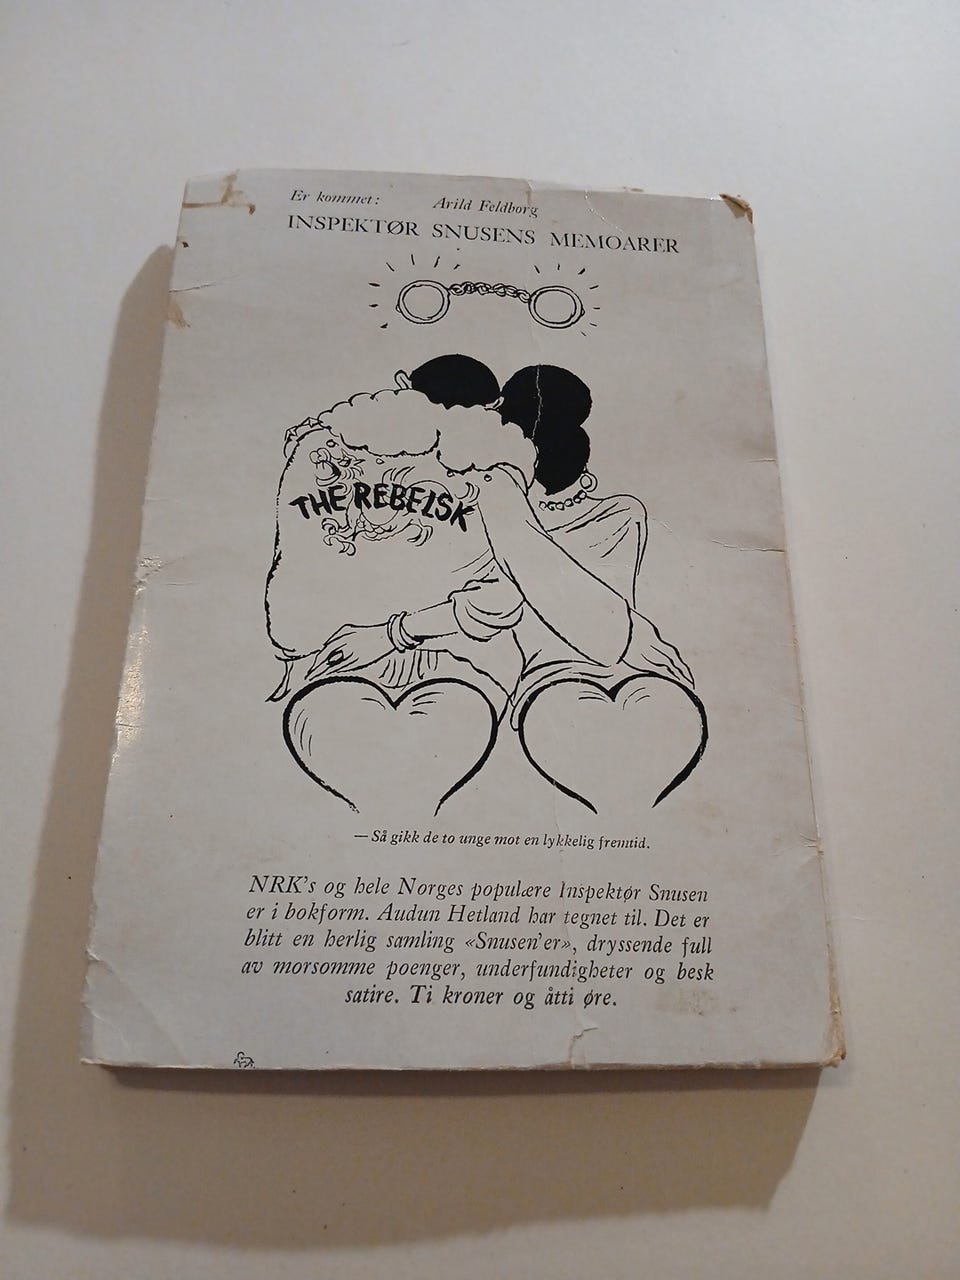 Er kommet: Arild Feldborg
INSPEKTØR SNUSENS MEMOARER
THE REBELSK
— Så gikk de to unge mot en lykkelig fremtid.
NRK's og hele Norges populære Inspektør Snusen
er i bokform. Audun Hetland har tegnet til. Det er
blitt en herlig samling «Snusen'er», dryssende full
av morsomme poenger, underfundigheter og besk
satire. Ti kroner og åtti øre.